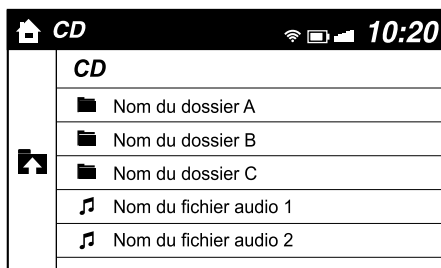 CD 10:20
CD
Nom du dossier A
Nom du dossier B
Nom du dossier C
Nom du fichier audio 1
Nom du fichier audio 2